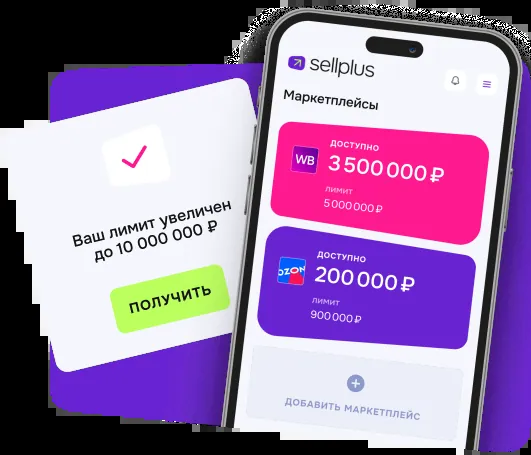 sellplus
Маркетплейсы
WB
ДОСТУПНО
3 500 000 ₽
ЛИМИТ
5 000 000 ₽
OZON
ДОСТУПНО
200 000 ₽
ЛИМИТ
900 000 ₽
ДОБАВИТЬ МАРКЕТПЛЕЙС
Ваш лимит увеличен
до 10 000 000 ₽
ПОЛУЧИТЬ